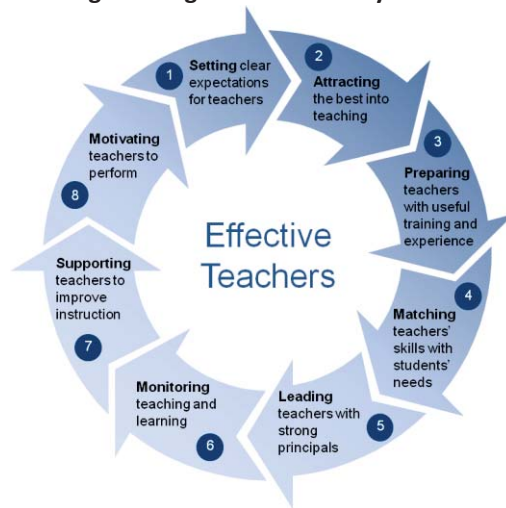 1
Setting clear
expectations
for teachers
2
Attracting
the best into
teaching
3
Preparing
teachers
with useful
training and
experience
4
Matching
teachers'
skills with
students'
needs
5
Leading
teachers with
strong
principals
6
Monitoring
teaching and
learning
7
Supporting
teachers to
improve
instruction
8
Motivating
teachers to
perform
Effective
Teachers